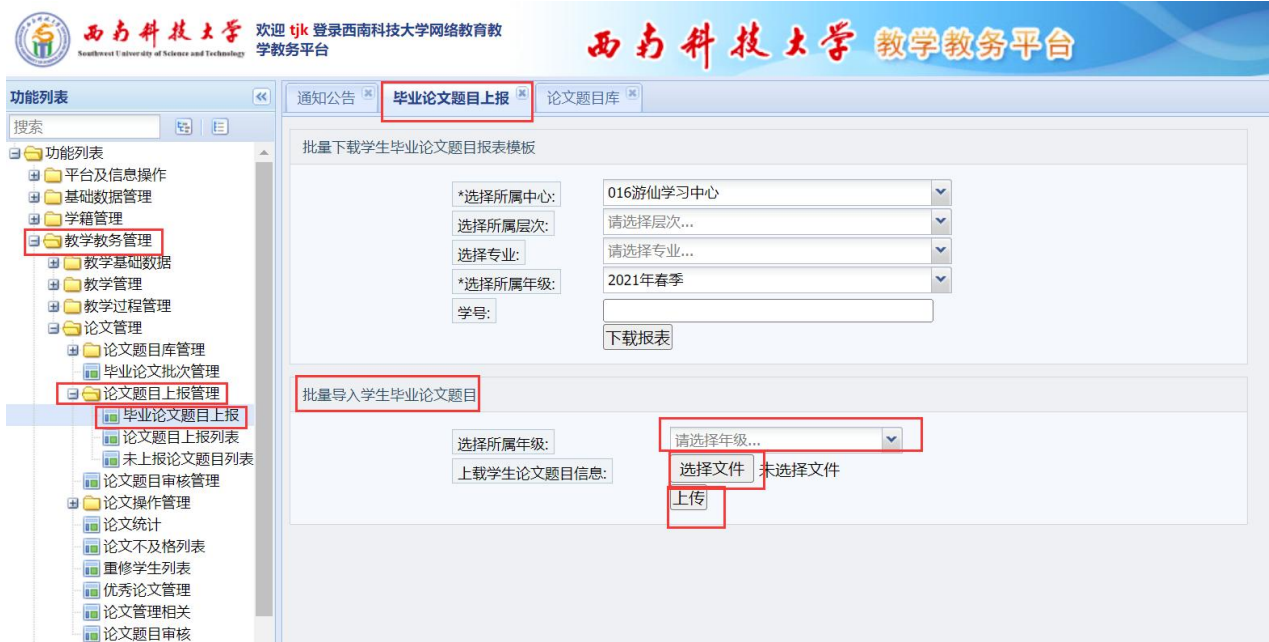 西南科技大学
Southwest University of Science and Technology
欢迎 tjk 登录西南科技大学网络教育教
学教务平台
西南科技大学 教学教务平台
功能列表
搜索
功能列表
平台及信息操作
基础数据管理
学籍管理
教学教务管理
教学基础数据
教学管理
教学过程管理
论文管理
论文题目库管理
毕业论文批次管理
论文题目上报管理
毕业论文题目上报
论文题目上报列表
未上报论文题目列表
论文题目审核管理
论文操作管理
论文统计
论文不及格列表
重修学生列表
优秀论文管理
论文管理相关
论文题目审核
通知公告 毕业论文题目上报 论文题目库
批量下载学生毕业论文题目报表模板
*选择所属中心: 016游仙学习中心
选择所属层次: 请选择层次...
选择专业: 请选择专业...
*选择所属年级: 2021年春季
学号:
下载报表
批量导入学生毕业论文题目
选择所属年级: 请选择年级...
上载学生论文题目信息: 选择文件 未选择文件
上传